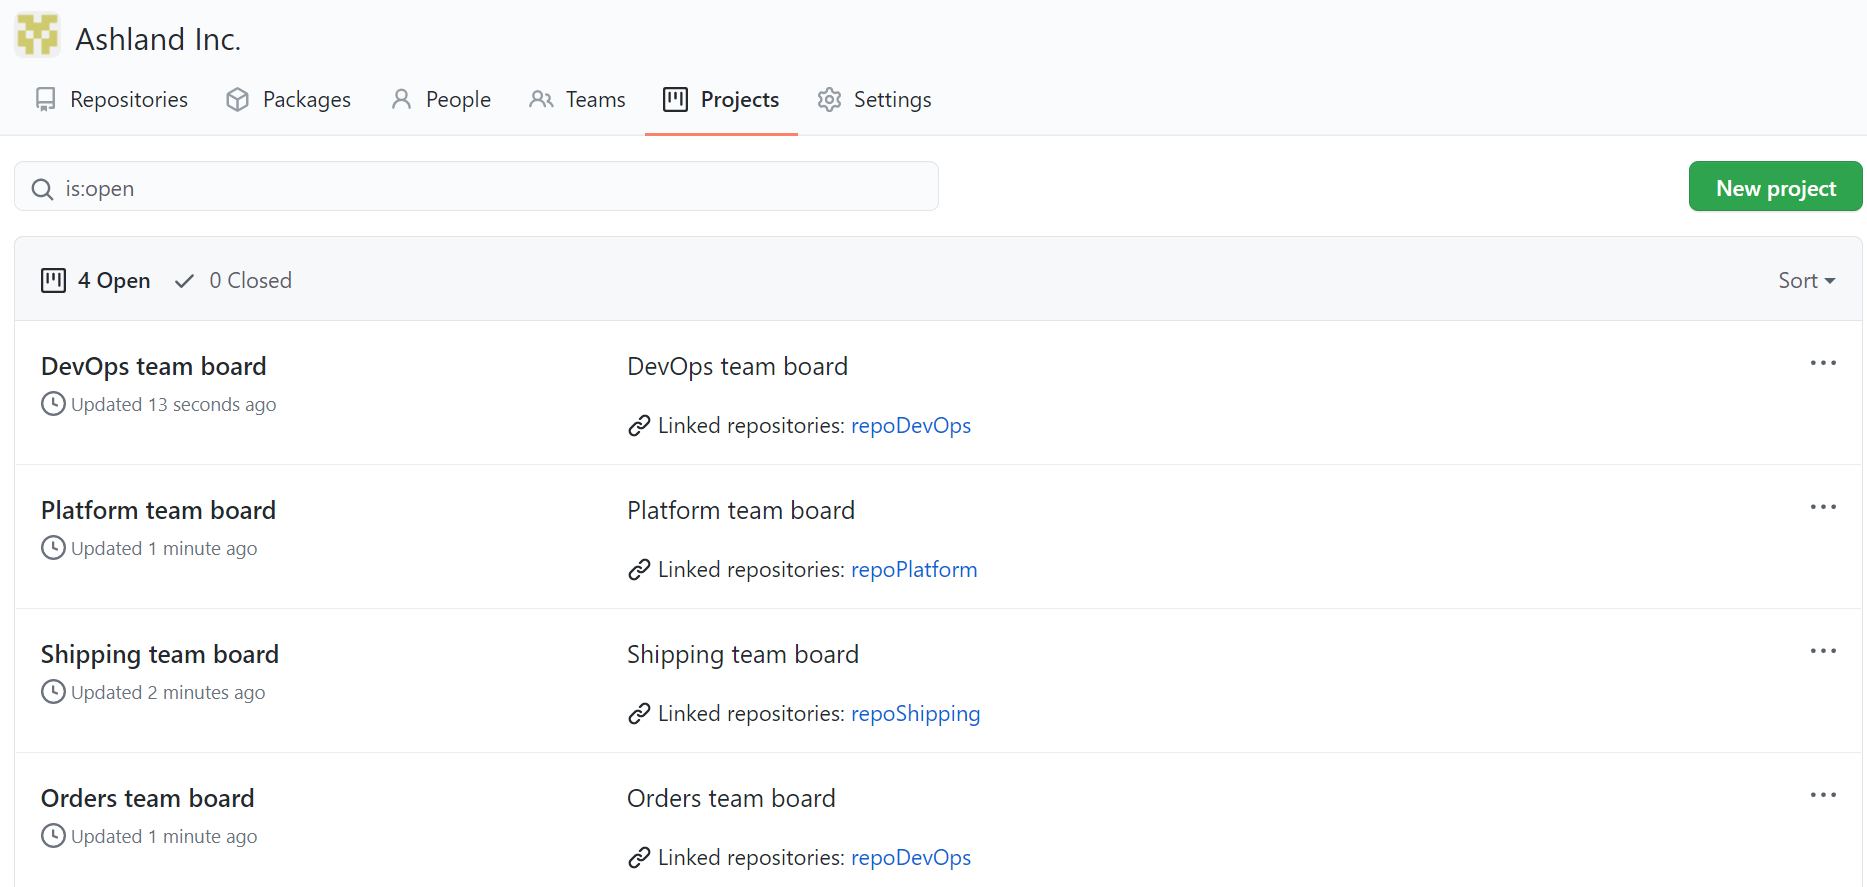 Ashland Inc.
Repositories Packages People Teams Projects Settings
is:open New project
4 Open 0 Closed Sort
DevOps team board DevOps team board
Updated 13 seconds ago
Linked repositories: repoDevOps
Platform team board Platform team board
Updated 1 minute ago
Linked repositories: repoPlatform
Shipping team board Shipping team board
Updated 2 minutes ago
Linked repositories: repoShipping
Orders team board Orders team board
Updated 1 minute ago
Linked repositories: repoDevOps